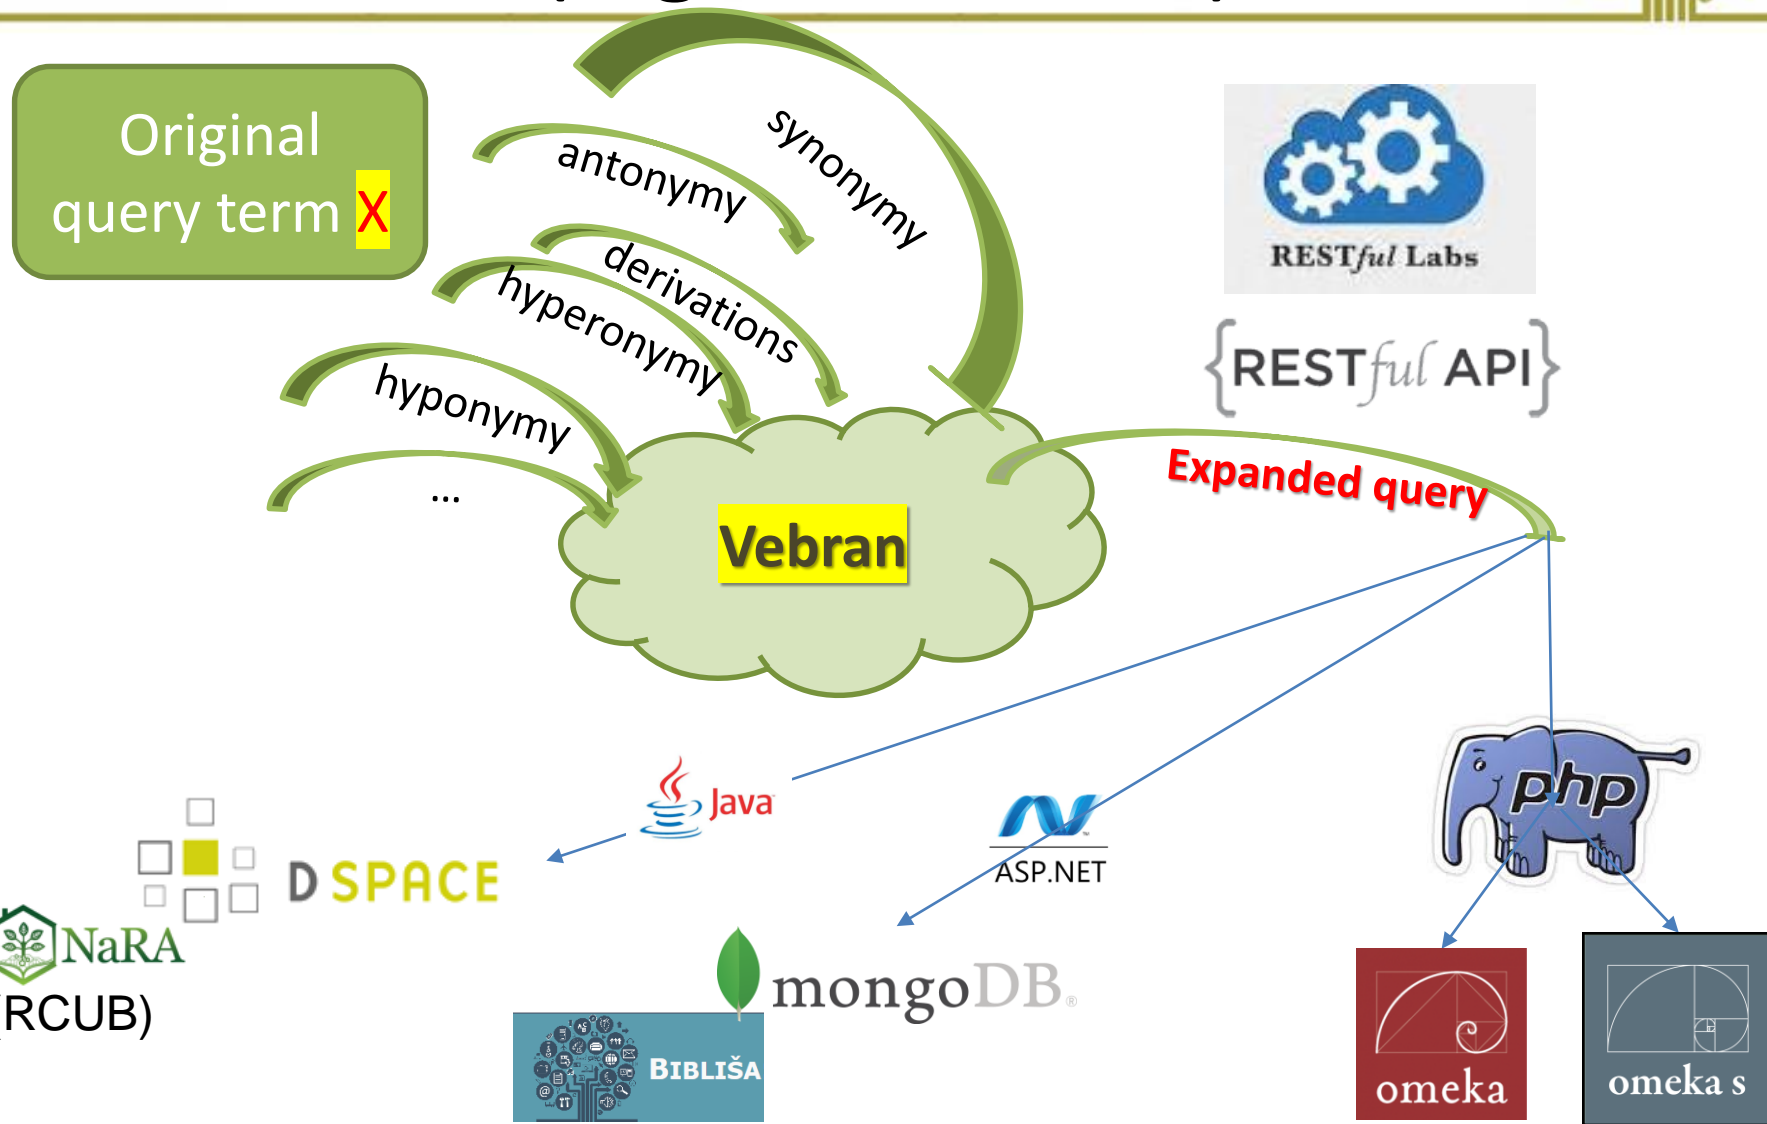 Original
query term X
synonymy
antonymy
derivations
hyperonymy
hyponymy
...
Vebran
RESTful Labs
{RESTful API}
Expanded query
Java
ASP.NET
php
D SPACE
NaRA
(RCUB)
mongoDB®
BIBLIŠA
omeka
omeka s